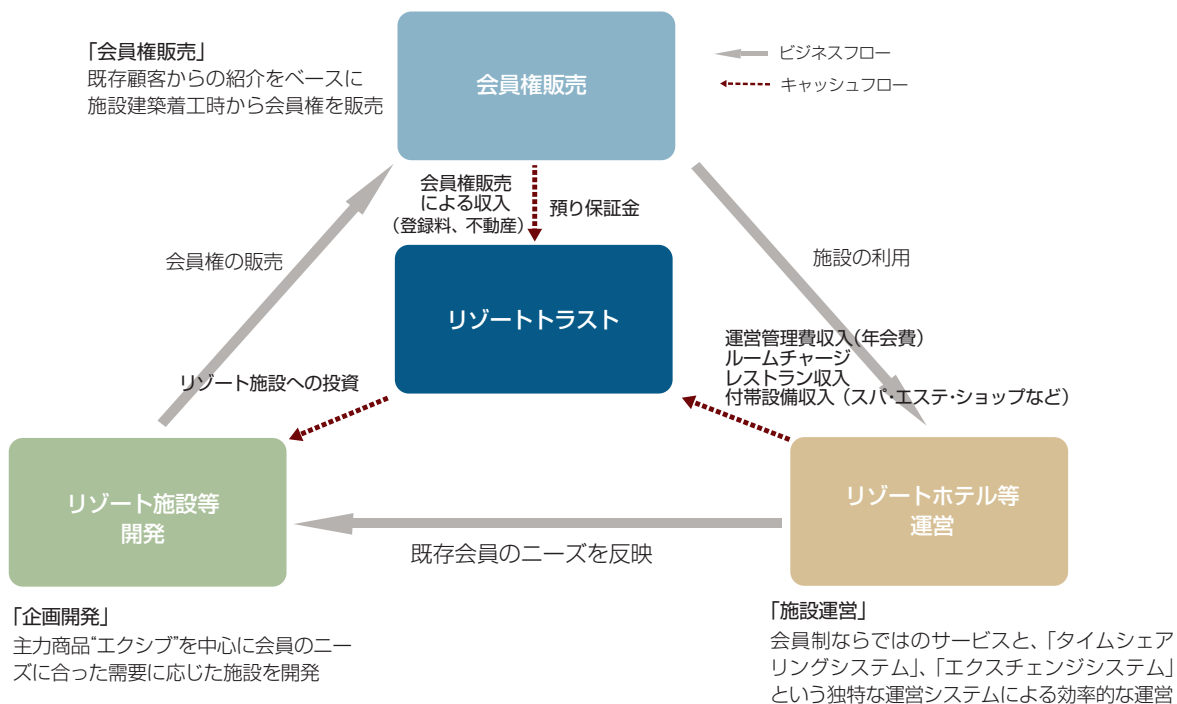 「会員権販売」
既存顧客からの紹介をベースに
施設建築着工時から会員権を販売
会員権販売
ビジネスフロー
キャッシュフロー
会員権販売
による収入
（登録料、不動産）
預り保証金
会員権の販売
施設の利用
リゾートトラスト
運営管理費収入（年会費）
ルームチャージ
レストラン収入
付帯設備収入（スパ・エステ・ショップなど）
リゾート施設への投資
リゾート施設等
開発
リゾートホテル等
運営
既存会員のニーズを反映
「企画開発」
主力商品“エクシブ”を中心に会員のニー
ズに合った需要に応じた施設を開発
「施設運営」
会員制ならではのサービスと、「タイムシェア
リングシステム」、「エクスチェンジシステム」
という独特な運営システムによる効率的な運営